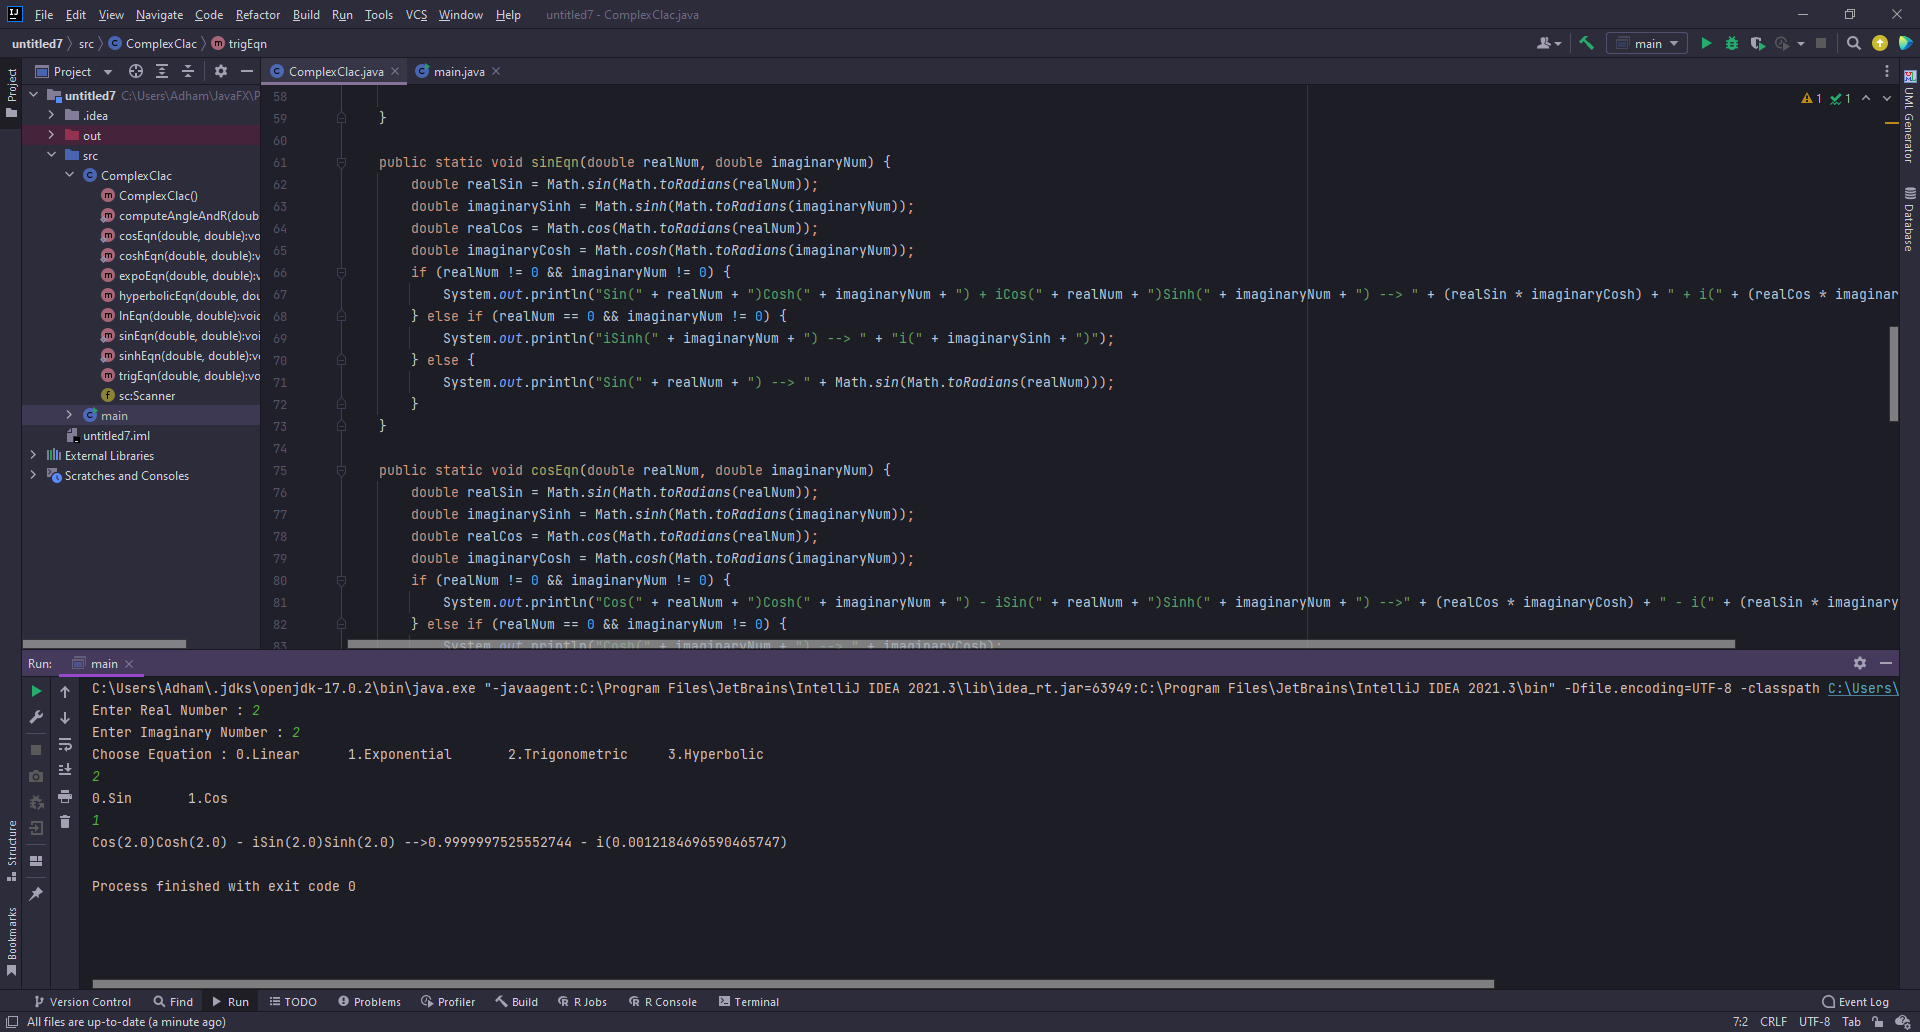 File Edit View Navigate Code Refactor Build Run Tools VCS Window Help untitled7 - ComplexClac.java
untitled7 src ComplexClac trigEqn main
Project ComplexClac.java main.java
Project
untitled7 C:\Users\Adham\JavaFX\P
.idea
out
src
ComplexClac
ComplexClac()
computeAngleAndR(doub
cosEqn(double, double):vo
coshEqn(double, double):v
expoEqn(double, double):v
hyperbolicEqn(double, dou
lnEqn(double, double):void
sinEqn(double, double):voi
sinhEqn(double, double):vo
trigEqn(double, double):vo
sc:Scanner
main
untitled7.iml
External Libraries
Scratches and Consoles
1 1
58
59 }
60
61 public static void sinEqn(double realNum, double imaginaryNum) {
62 double realSin = Math.sin(Math.toRadians(realNum));
63 double imaginarySinh = Math.sinh(Math.toRadians(imaginaryNum));
64 double realCos = Math.cos(Math.toRadians(realNum));
65 double imaginaryCosh = Math.cosh(Math.toRadians(imaginaryNum));
66 if (realNum != 0 && imaginaryNum != 0) {
67 System.out.println("Sin(" + realNum + ")Cosh(" + imaginaryNum + ") + iCos(" + realNum + ")Sinh(" + imaginaryNum + ") --> " + (realSin * imaginaryCosh) + " + i(" + (realCos * imaginar
68 } else if (realNum == 0 && imaginaryNum != 0) {
69 System.out.println("iSinh(" + imaginaryNum + ") --> " + "i(" + imaginarySinh + ")");
70 } else {
71 System.out.println("Sin(" + realNum + ") --> " + Math.sin(Math.toRadians(realNum)));
72 }
73 }
74
75 public static void cosEqn(double realNum, double imaginaryNum) {
76 double realSin = Math.sin(Math.toRadians(realNum));
77 double imaginarySinh = Math.sinh(Math.toRadians(imaginaryNum));
78 double realCos = Math.cos(Math.toRadians(realNum));
79 double imaginaryCosh = Math.cosh(Math.toRadians(imaginaryNum));
80 if (realNum != 0 && imaginaryNum != 0) {
81 System.out.println("Cos(" + realNum + ")Cosh(" + imaginaryNum + ") - iSin(" + realNum + ")Sinh(" + imaginaryNum + ") -->" + (realCos * imaginaryCosh) + " - i(" + (realSin * imaginary
82 } else if (realNum == 0 && imaginaryNum != 0) {
83 System.out.println("Cosh(" + imaginaryNum + ") --> " + imaginaryCosh);
UML Generator
Database
Run: main
C:\Users\Adham\.jdks\openjdk-17.0.2\bin\java.exe "-javaagent:C:\Program Files\JetBrains\IntelliJ IDEA 2021.3\lib\idea_rt.jar=63949:C:\Program Files\JetBrains\IntelliJ IDEA 2021.3\bin" -Dfile.encoding=UTF-8 -classpath C:\Users\
Enter Real Number : 2
Enter Imaginary Number : 2
Choose Equation : 0.Linear 1.Exponential 2.Trigonometric 3.Hyperbolic
2
0.Sin 1.Cos
1
Cos(2.0)Cosh(2.0) - iSin(2.0)Sinh(2.0) -->0.9999997525552744 - i(0.0012184696590465747)
Process finished with exit code 0
Structure
Bookmarks
Version Control Find Run TODO Problems Profiler Build R Jobs R Console Terminal Event Log
All files are up-to-date (a minute ago) 7:2 CRLF UTF-8 Tab